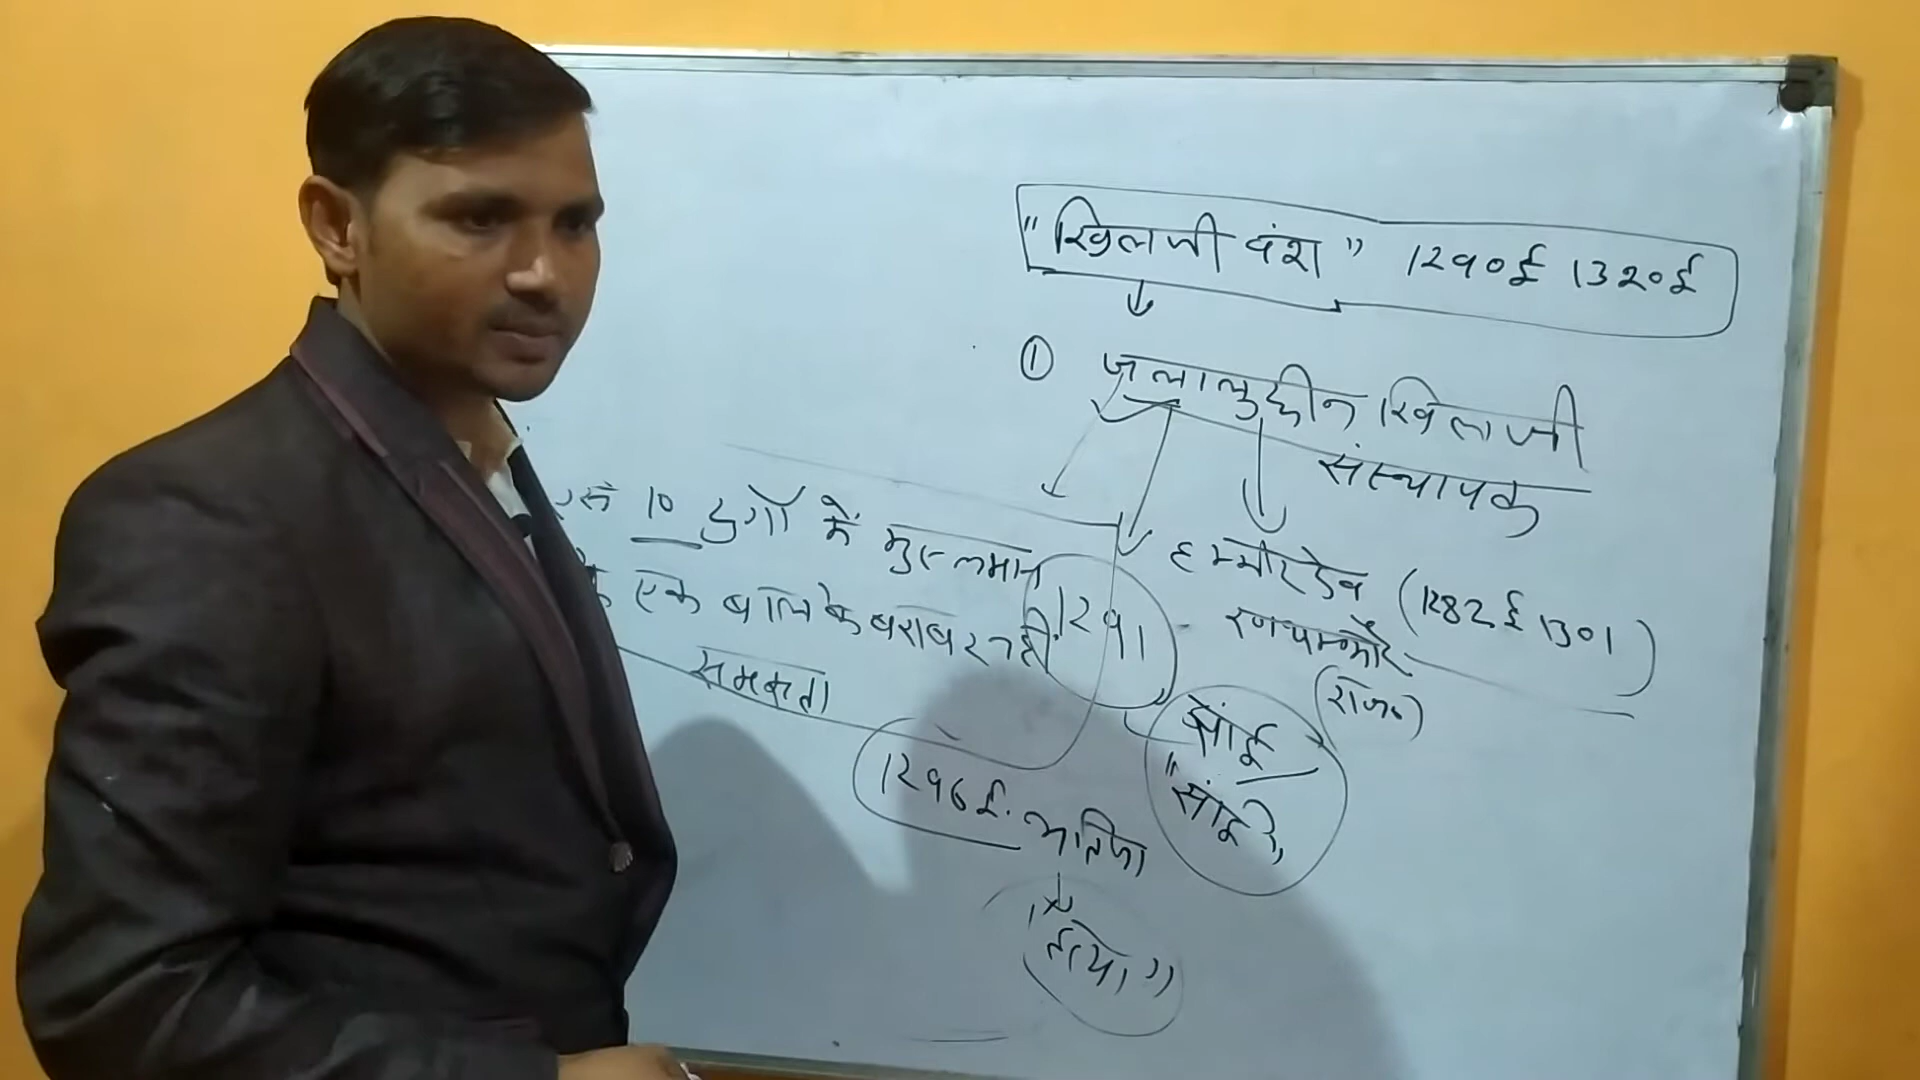 "खिलजी वंश" 1290ई 1320ई
① जलालुद्दीन खिलजी
संस्थापक
10 दुर्गों में मुसलमान
एक बाल के बराबर नही
समझता
1291
हम्मीरदेव (1282ई 1301)
रणथम्भौर
(राज०)
झांई
"सांई"
1296ई. भतिजा
"हत्या"